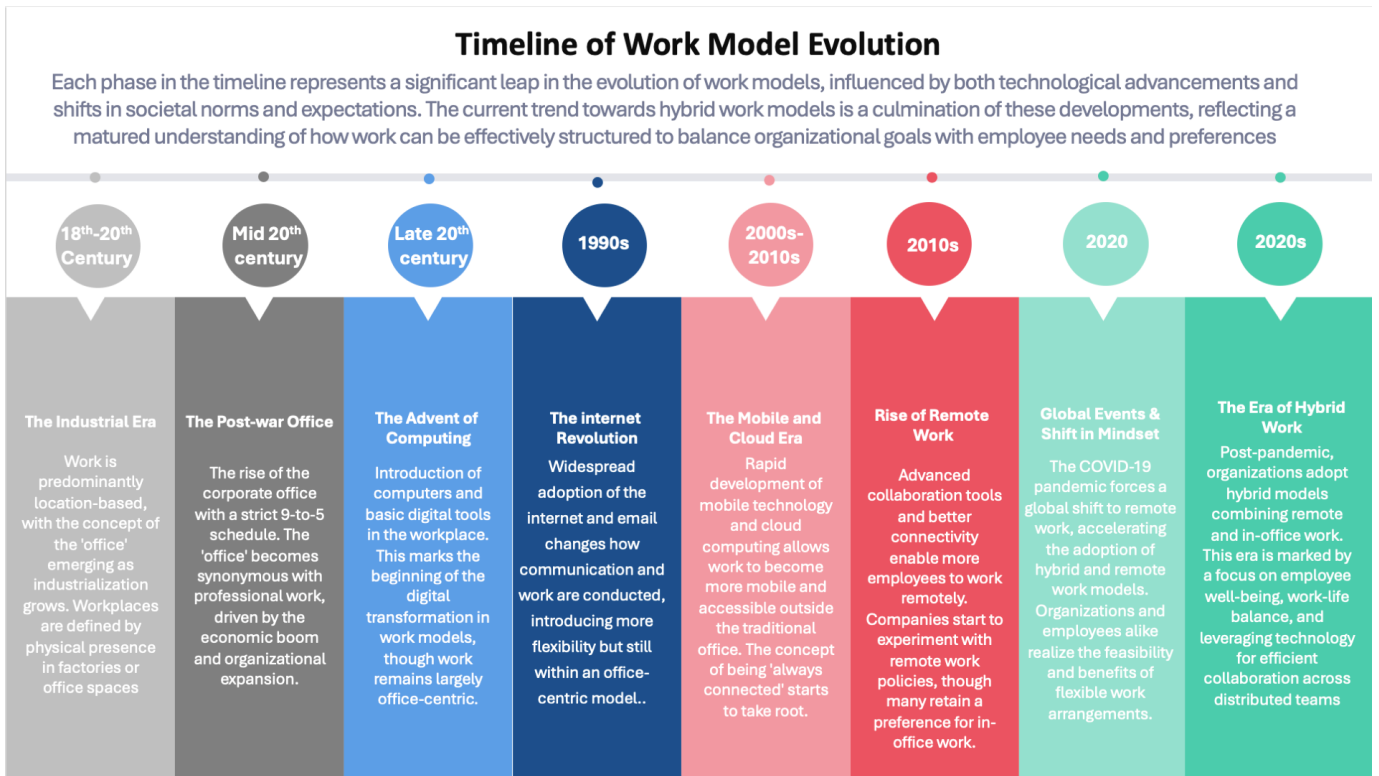 Timeline of Work Model Evolution
Each phase in the timeline represents a significant leap in the evolution of work models, influenced by both technological advancements and
shifts in societal norms and expectations. The current trend towards hybrid work models is a culmination of these developments, reflecting a
matured understanding of how work can be effectively structured to balance organizational goals with employee needs and preferences
18th-20th
Century
Mid 20th
century
Late 20th
century
1990s
2000s-
2010s
2010s
2020
2020s
The Industrial Era
Work is
predominantly
location-based,
with the concept of
the 'office'
emerging as
industrialization
grows. Workplaces
are defined by
physical presence
in factories or
office spaces
The Post-war Office
The rise of the
corporate office
with a strict 9-to-5
schedule. The
'office' becomes
synonymous with
professional work,
driven by the
economic boom
and organizational
expansion.
The Advent of
Computing
Introduction of
computers and
basic digital tools
in the workplace.
This marks the
beginning of the
digital
transformation in
work models,
though work
remains largely
office-centric.
The internet
Revolution
Widespread
adoption of the
internet and email
changes how
communication and
work are conducted,
introducing more
flexibility but still
within an office-
centric model..
The Mobile and
Cloud Era
Rapid
development of
mobile technology
and cloud
computing allows
work to become
more mobile and
accessible outside
the traditional
office. The concept
of being 'always
connected' starts
to take root.
Rise of Remote
Work
Advanced
collaboration tools
and better
connectivity
enable more
employees to work
remotely.
Companies start to
experiment with
remote work
policies, though
many retain a
preference for in-
office work.
Global Events &
Shift in Mindset
The COVID-19
pandemic forces a
global shift to remote
work, accelerating
the adoption of
hybrid and remote
work models.
Organizations and
employees alike
realize the feasibility
and benefits of
flexible work
arrangements.
The Era of Hybrid
Work
Post-pandemic,
organizations adopt
hybrid models
combining remote
and in-office work.
This era is marked by
a focus on employee
well-being, work-life
balance, and
leveraging technology
for efficient
collaboration across
distributed teams